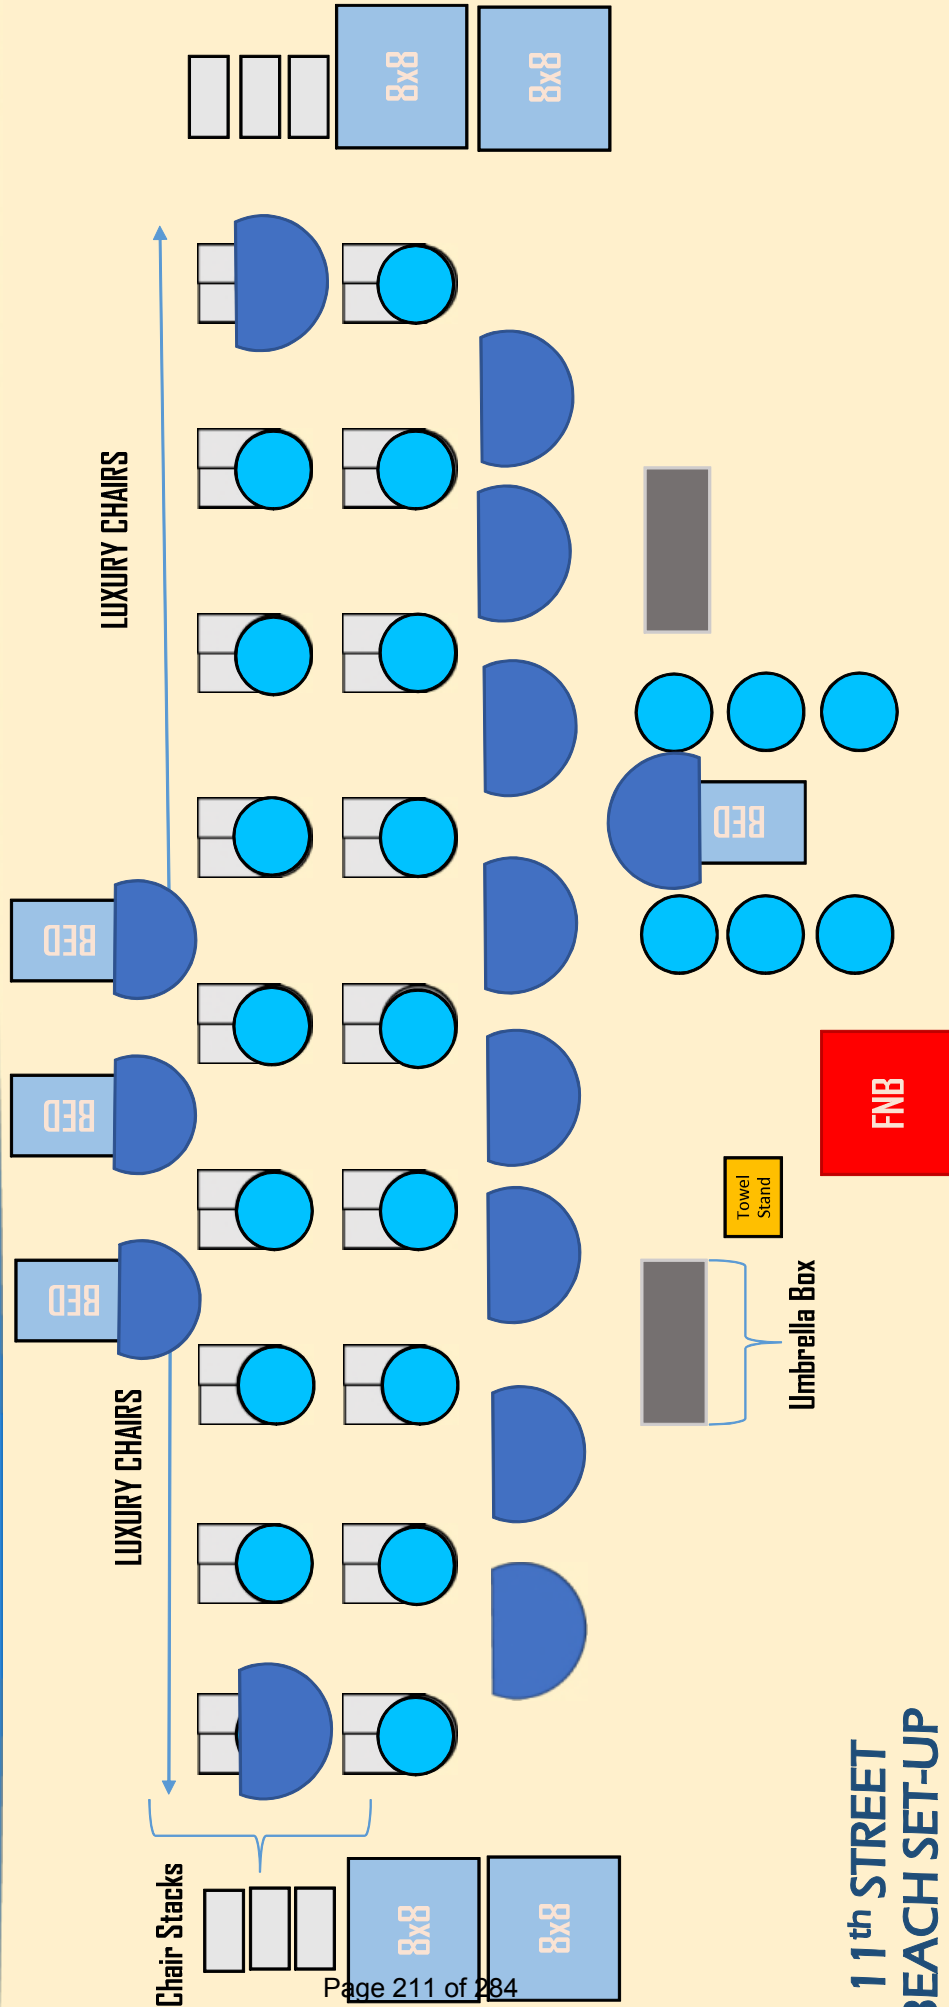 11th STREET
BEACH SET-UP
8x8
8x8
LUXURY CHAIRS
BED
BED
BED
BED
FNB
Towel
Stand
Umbrella Box
LUXURY CHAIRS
Chair Stacks
8x8
8x8
Page 211 of 284